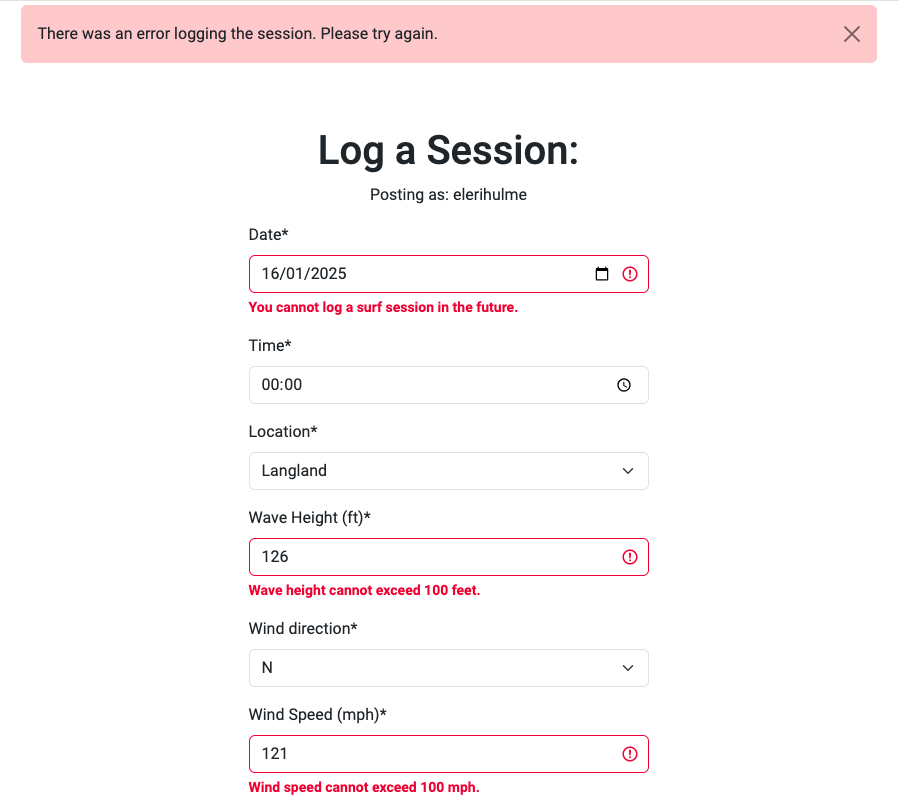 There was an error logging the session. Please try again.
Log a Session:
Posting as: elerihulme
Date*
16/01/2025
You cannot log a surf session in the future.
Time*
00:00
Location*
Langland
Wave Height (ft)*
126
Wave height cannot exceed 100 feet.
Wind direction*
N
Wind Speed (mph)*
121
Wind speed cannot exceed 100 mph.